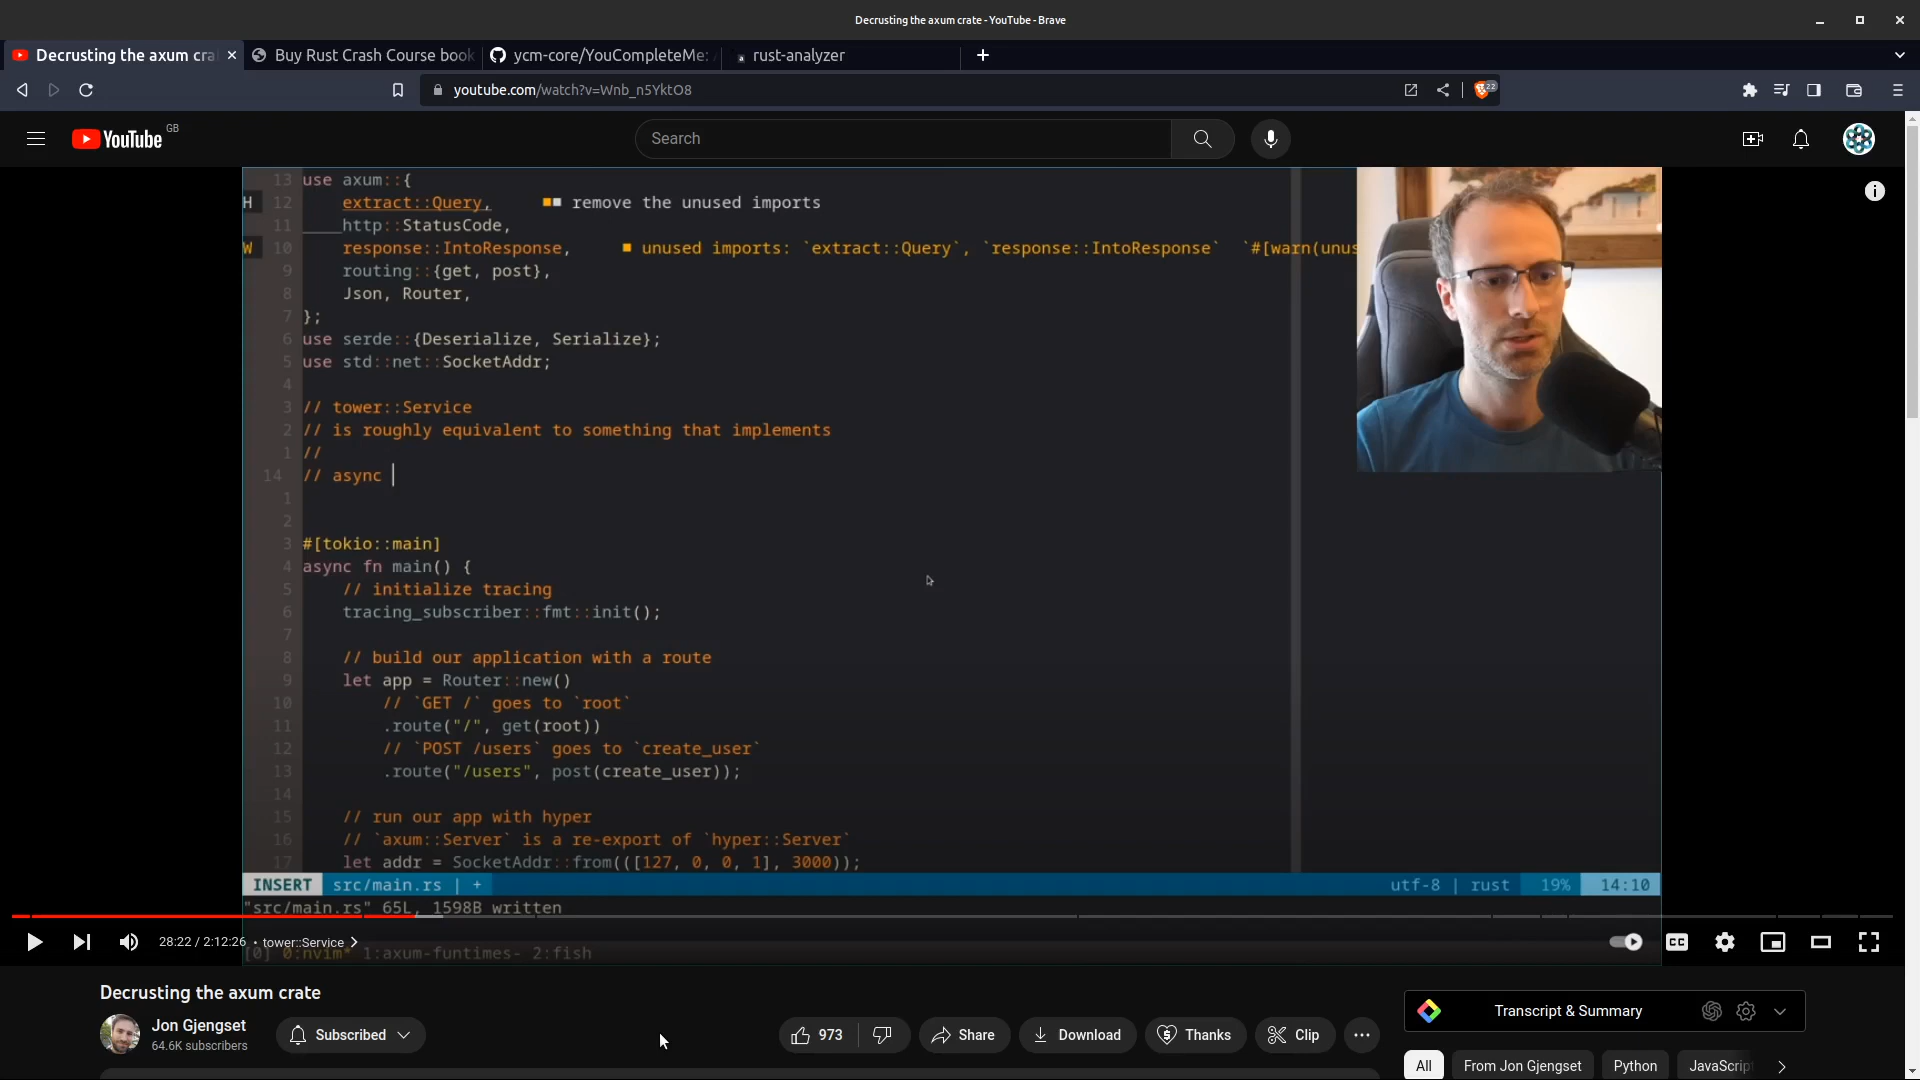 Decrusting the axum crate - YouTube - Brave
Decrusting the axum cra
Buy Rust Crash Course book
ycm-core/YouCompleteMe: A
rust-analyzer
youtube.com/watch?v=Wnb_n5YktO8
22
YouTube GB
Search
13 use axum::{
H 12 extract::Query, ■■ remove the unused imports
11 ____http::StatusCode,
W 10 response::IntoResponse, ■ unused imports: `extract::Query`, `response::IntoResponse` `#[warn(unus
9 routing::{get, post},
8 Json, Router,
7 };
6 use serde::{Deserialize, Serialize};
5 use std::net::SocketAddr;
4
3 // tower::Service
2 // is roughly equivalent to something that implements
1 //
14 // async
1
2
3 #[tokio::main]
4 async fn main() {
5 // initialize tracing
6 tracing_subscriber::fmt::init();
7
8 // build our application with a route
9 let app = Router::new()
10 // `GET /` goes to `root`
11 .route("/", get(root))
12 // `POST /users` goes to `create_user`
13 .route("/users", post(create_user));
14
15 // run our app with hyper
16 // `axum::Server` is a re-export of `hyper::Server`
17 let addr = SocketAddr::from(([127, 0, 0, 1], 3000));
INSERT src/main.rs | + utf-8 | rust 19% 14:10
"src/main.rs" 65L, 1598B written
28:22 / 2:12:26 • tower::Service
CC
[0] 0:nvim* 1:axum-funtimes- 2:fish
Decrusting the axum crate
Jon Gjengset
64.6K subscribers
Subscribed
973
Share
Download
Thanks
Clip
Transcript & Summary
All
From Jon Gjengset
Python
JavaScrip